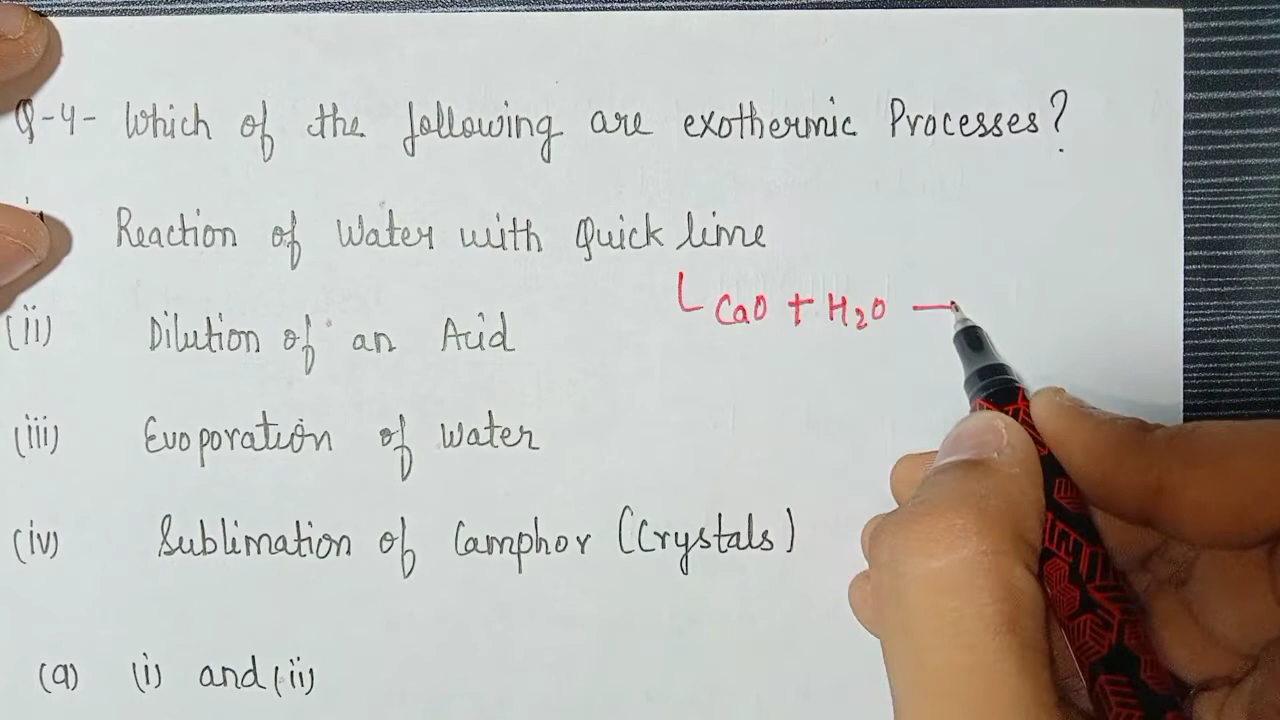 Q-4- Which of the following are exothermic Processes?
Reaction of Water with Quick lime
CaO + H2O →
(ii) Dilution of an Acid
(iii) Evoporation of Water
(iv) Sublimation of Camphor (Crystals)
(a) (i) and (ii)